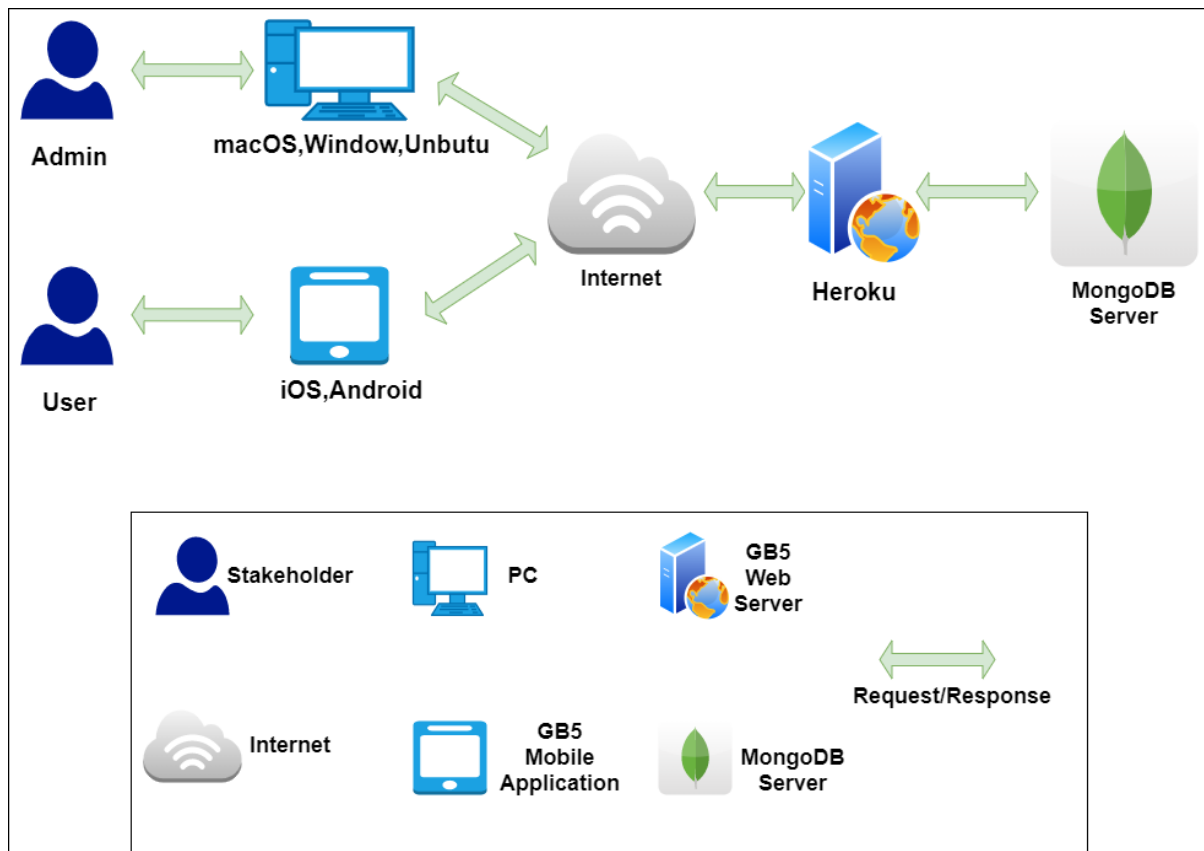 Admin
macOS,Window,Unbutu
Internet
Heroku
MongoDB
Server
User
iOS,Android
Stakeholder
PC
GB5
Web
Server
Request/Response
Internet
GB5
Mobile
Application
MongoDB
Server